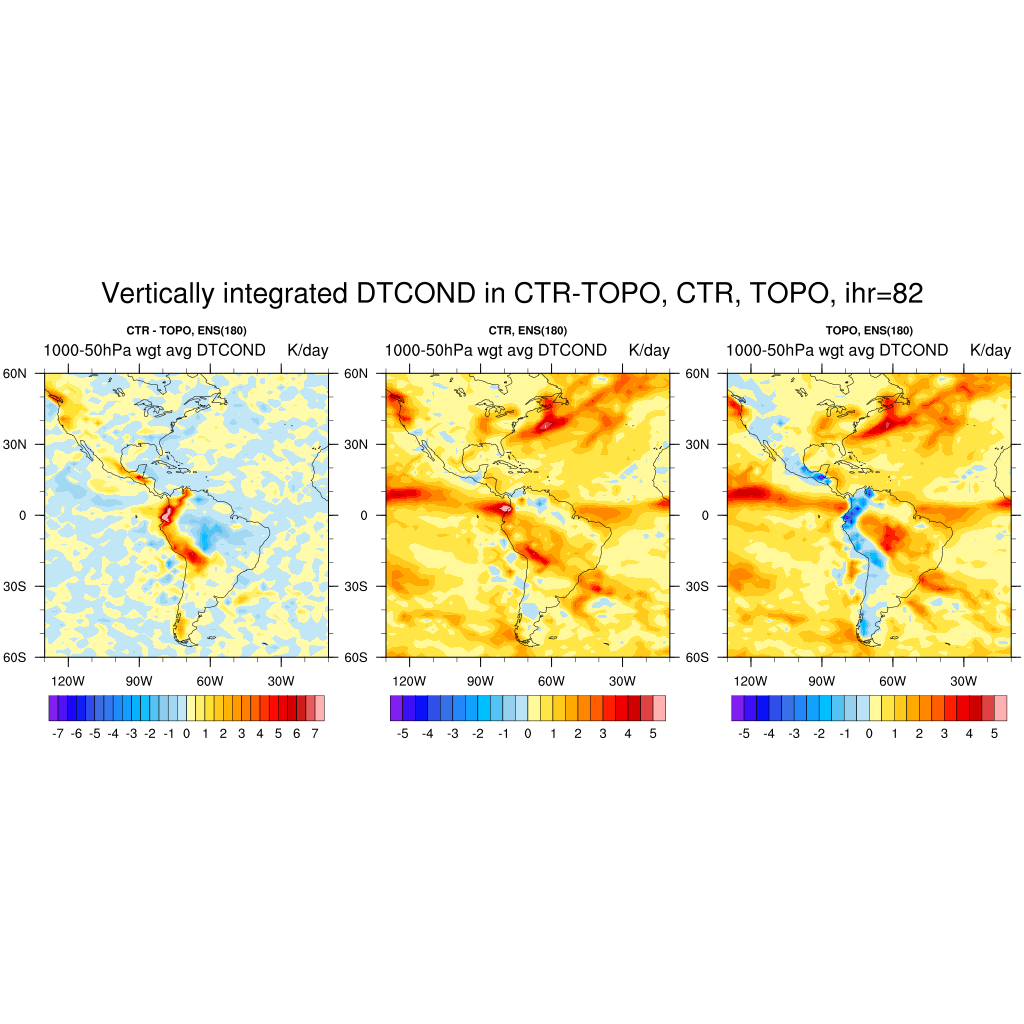 Vertically integrated DTCOND in CTR-TOPO, CTR, TOPO, ihr=82
CTR - TOPO, ENS(180)
1000-50hPa wgt avg DTCOND K/day
60N
30N
0
30S
60S
120W 90W 60W 30W
-7 -6 -5 -4 -3 -2 -1 0 1 2 3 4 5 6 7
CTR, ENS(180)
1000-50hPa wgt avg DTCOND K/day
60N
30N
0
30S
60S
120W 90W 60W 30W
-5 -4 -3 -2 -1 0 1 2 3 4 5
TOPO, ENS(180)
1000-50hPa wgt avg DTCOND K/day
60N
30N
0
30S
60S
120W 90W 60W 30W
-5 -4 -3 -2 -1 0 1 2 3 4 5